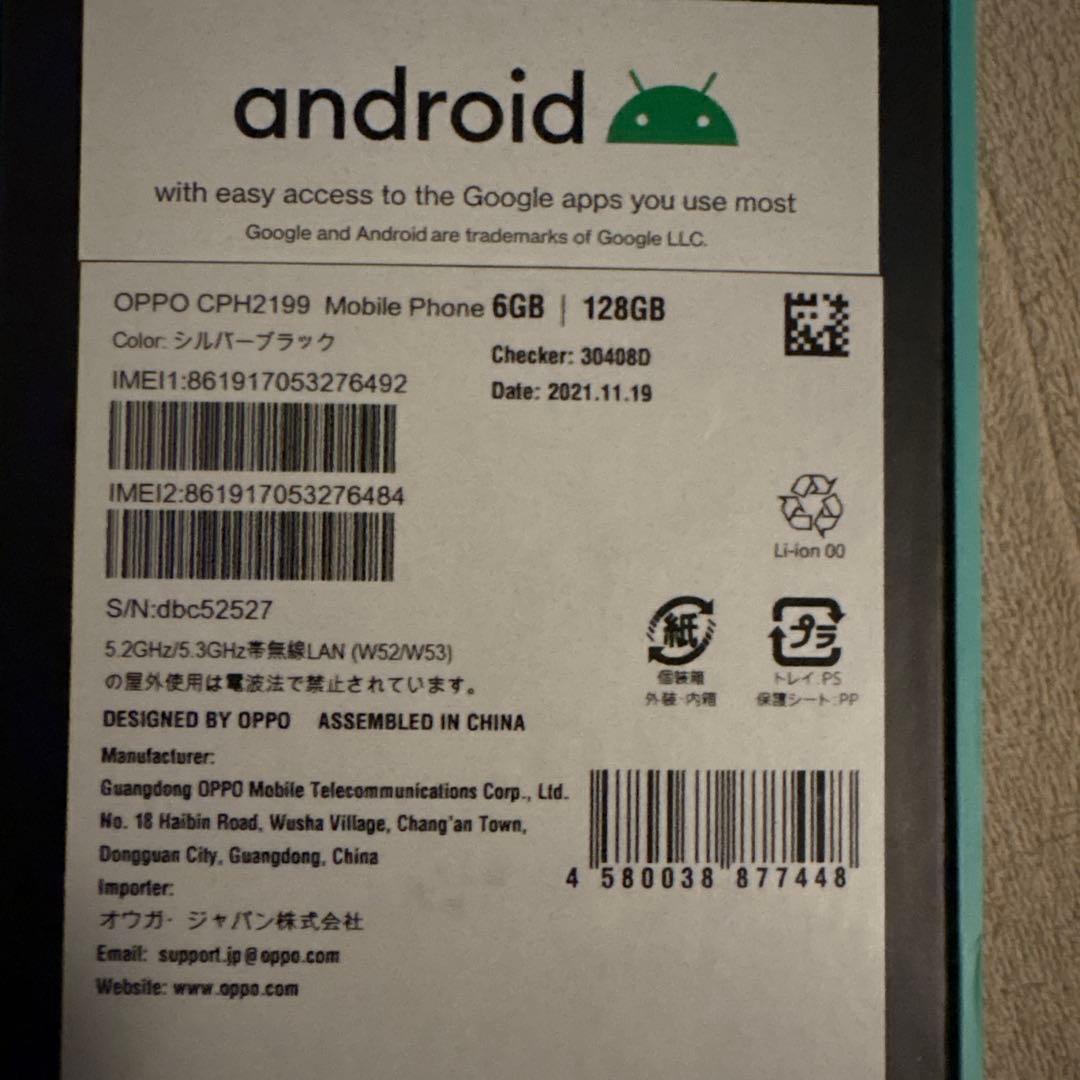 android
with easy access to the Google apps you use most
Google and Android are trademarks of Google LLC.
OPPO CPH2199 Mobile Phone 6GB | 128GB
Color: シルバーブラック
Checker: 30408D
IMEI1:861917053276492
Date: 2021.11.19
IMEI2:861917053276484
Li-ion 00
S/N:dbc52527
5.2GHz/5.3GHz帯無線LAN (W52/W53)
の屋外使用は電波法で禁止されています。
紙
個装箱
外装・内箱
プラ
トレイ:PS
保護シート:PP
DESIGNED BY OPPO ASSEMBLED IN CHINA
Manufacturer:
Guangdong OPPO Mobile Telecommunications Corp., Ltd.
No. 18 Haibin Road, Wusha Village, Chang'an Town,
Dongguan City, Guangdong, China
4 580038 877448
Importer:
オウガ・ジャパン株式会社
Email: support.jp@oppo.com
Website: www.oppo.com